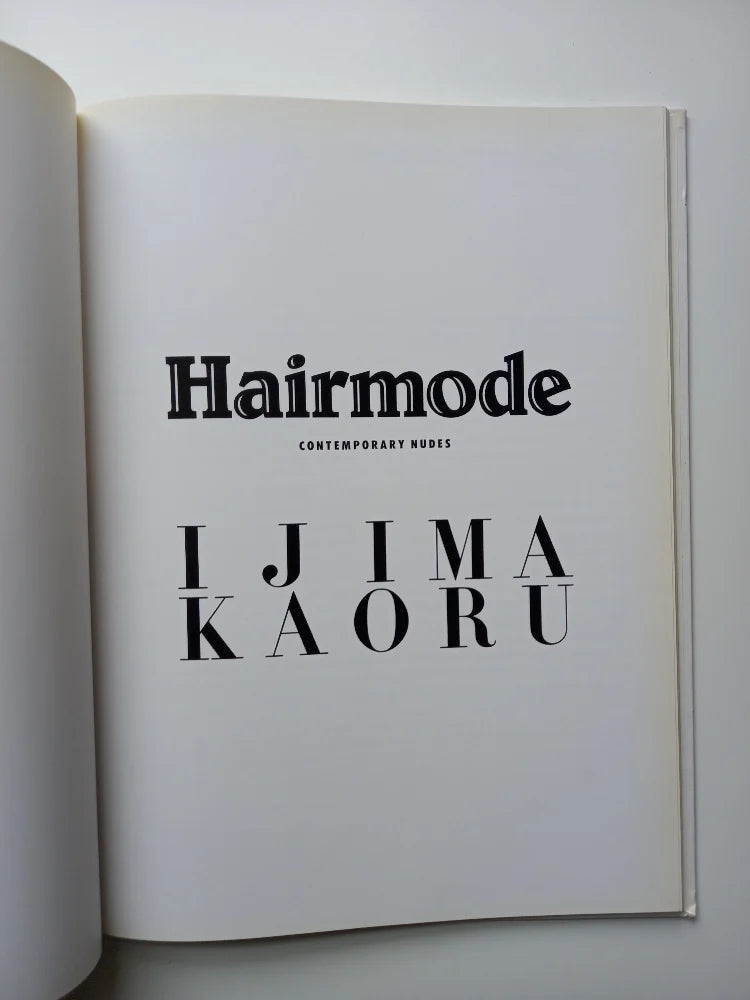 Hairmode
CONTEMPORARY NUDES
IJIMA
KAORU